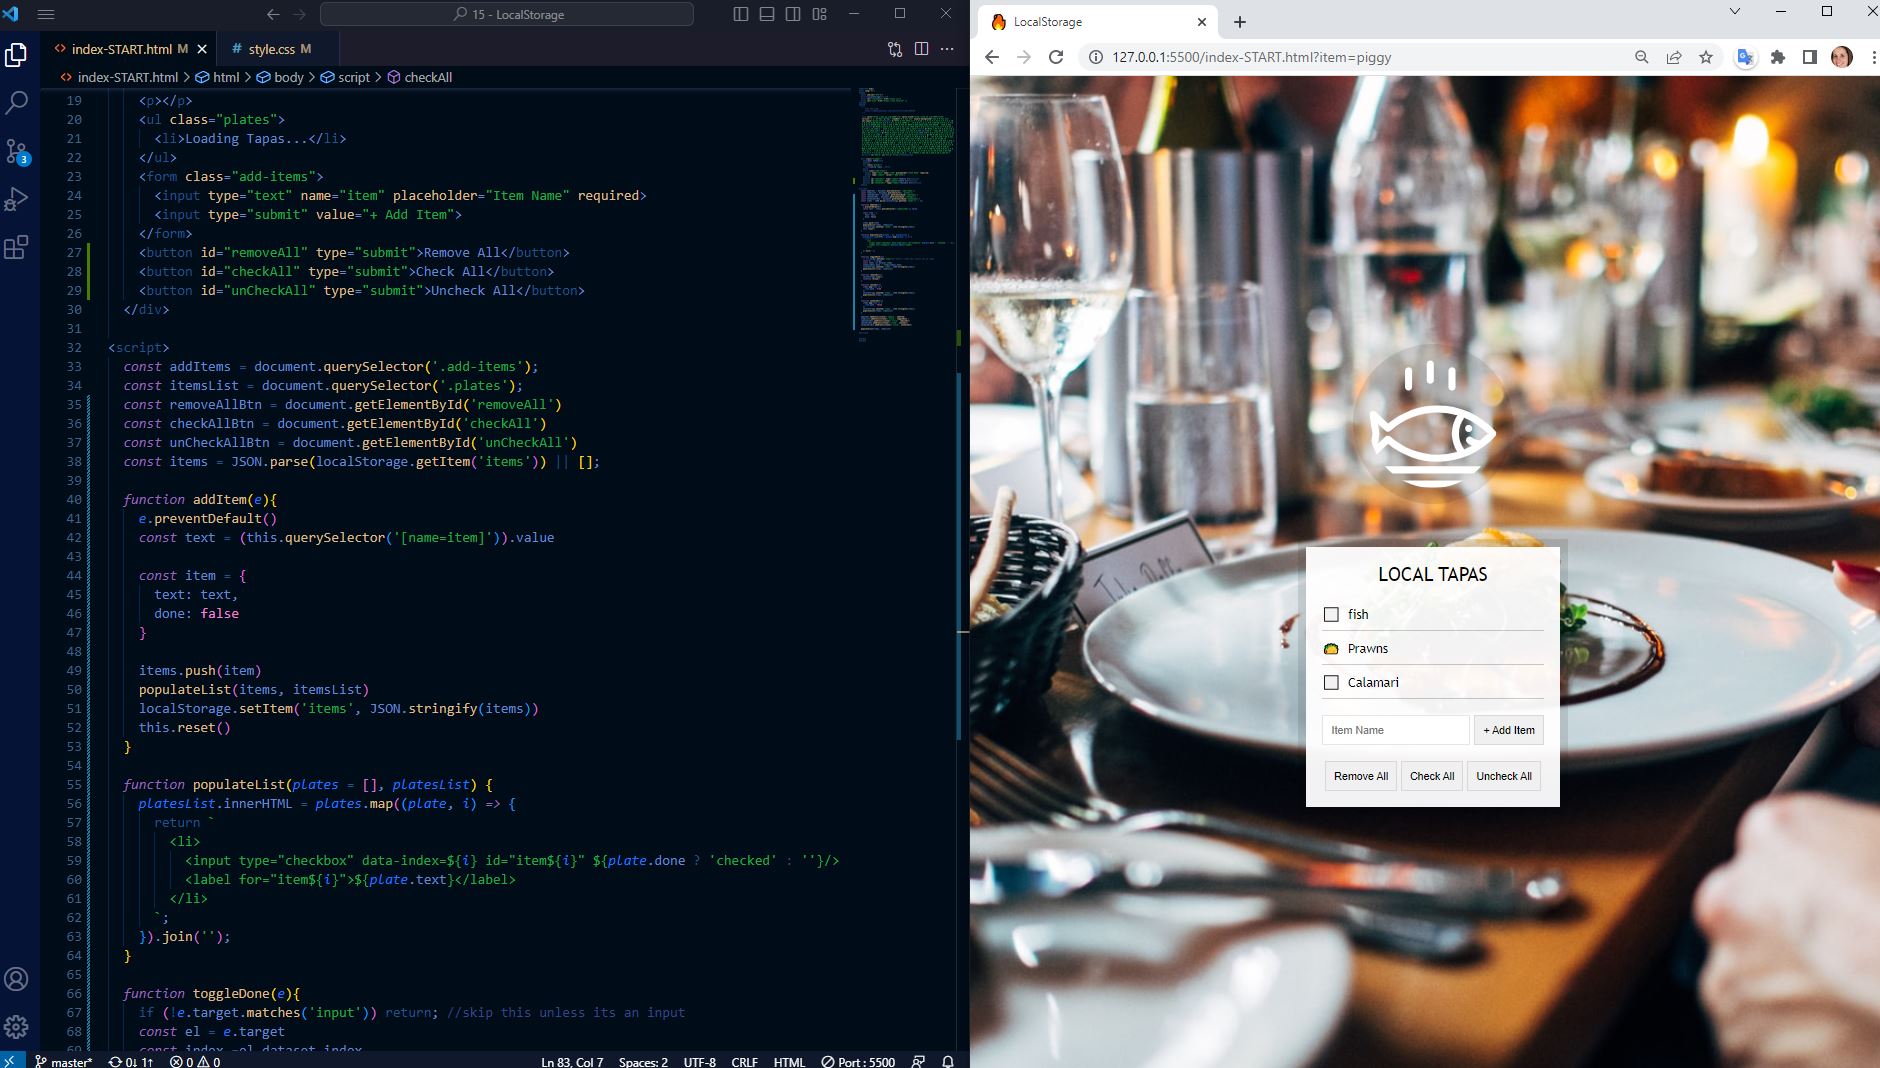 15 - LocalStorage
index-START.html M
style.css M
index-START.html > html > body > script > checkAll
19 <p></p>
20 <ul class="plates">
21 <li>Loading Tapas...</li>
22 </ul>
23 <form class="add-items">
24 <input type="text" name="item" placeholder="Item Name" required>
25 <input type="submit" value="+ Add Item">
26 </form>
27 <button id="removeAll" type="submit">Remove All</button>
28 <button id="checkAll" type="submit">Check All</button>
29 <button id="unCheckAll" type="submit">Uncheck All</button>
30 </div>
31
32 <script>
33 const addItems = document.querySelector('.add-items');
34 const itemsList = document.querySelector('.plates');
35 const removeAllBtn = document.getElementById('removeAll')
36 const checkAllBtn = document.getElementById('checkAll')
37 const unCheckAllBtn = document.getElementById('unCheckAll')
38 const items = JSON.parse(localStorage.getItem('items')) || [];
39
40 function addItem(e){
41 e.preventDefault()
42 const text = (this.querySelector('[name=item]')).value
43
44 const item = {
45 text: text,
46 done: false
47 }
48
49 items.push(item)
50 populateList(items, itemsList)
51 localStorage.setItem('items', JSON.stringify(items))
52 this.reset()
53 }
54
55 function populateList(plates = [], platesList) {
56 platesList.innerHTML = plates.map((plate, i) => {
57 return `
58 <li>
59 <input type="checkbox" data-index=${i} id="item${i}" ${plate.done ? 'checked' : ''}/>
60 <label for="item${i}">${plate.text}</label>
61 </li>
62 `;
63 }).join('');
64 }
65
66 function toggleDone(e){
67 if (!e.target.matches('input')) return; //skip this unless its an input
68 const el = e.target
69 const index =el.dataset.index
3
master* 0↓ 1↑ 0 0 Ln 83, Col 7 Spaces: 2 UTF-8 CRLF HTML Port : 5500
LocalStorage
127.0.0.1:5500/index-START.html?item=piggy
LOCAL TAPAS
fish
Prawns
Calamari
Item Name + Add Item
Remove All Check All Uncheck All